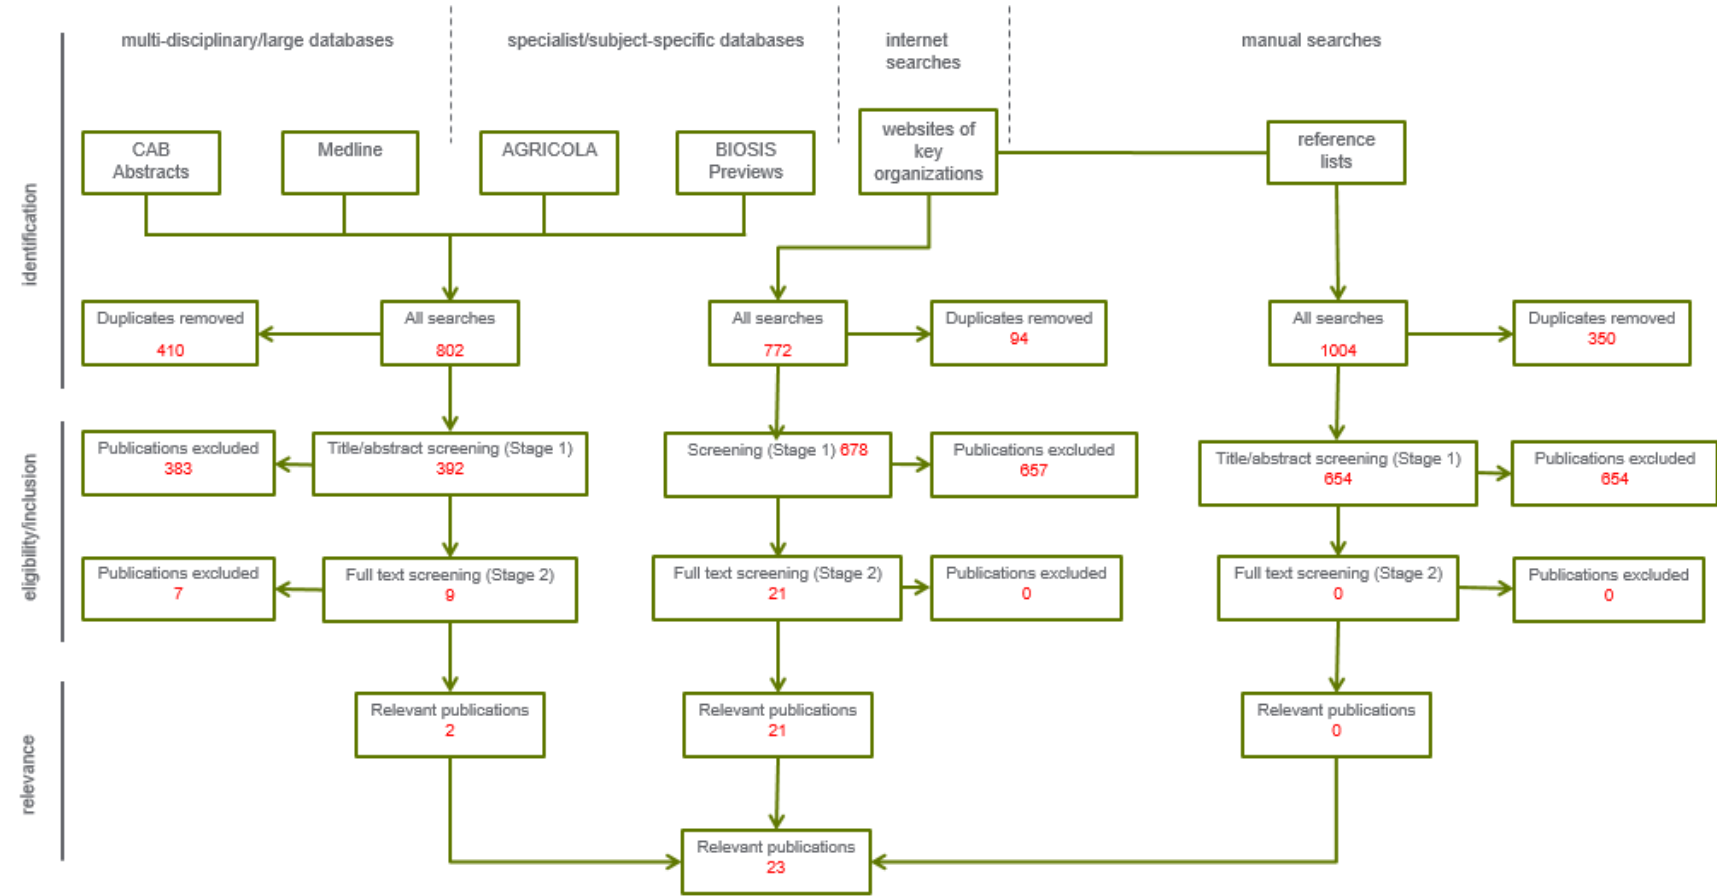 multi-disciplinary/large databases
specialist/subject-specific databases
internet
searches
manual searches
identification
CAB
Abstracts
Medline
AGRICOLA
BIOSIS
Previews
websites of
key
organizations
reference
lists
Duplicates removed
410
All searches
802
All searches
772
Duplicates removed
94
All searches
1004
Duplicates removed
350
eligibility/inclusion
Publications excluded
383
Title/abstract screening (Stage 1)
392
Screening (Stage 1) 678
Publications excluded
657
Title/abstract screening (Stage 1)
654
Publications excluded
654
Publications excluded
7
Full text screening (Stage 2)
9
Full text screening (Stage 2)
21
Publications excluded
0
Full text screening (Stage 2)
0
Publications excluded
0
relevance
Relevant publications
2
Relevant publications
21
Relevant publications
0
Relevant publications
23